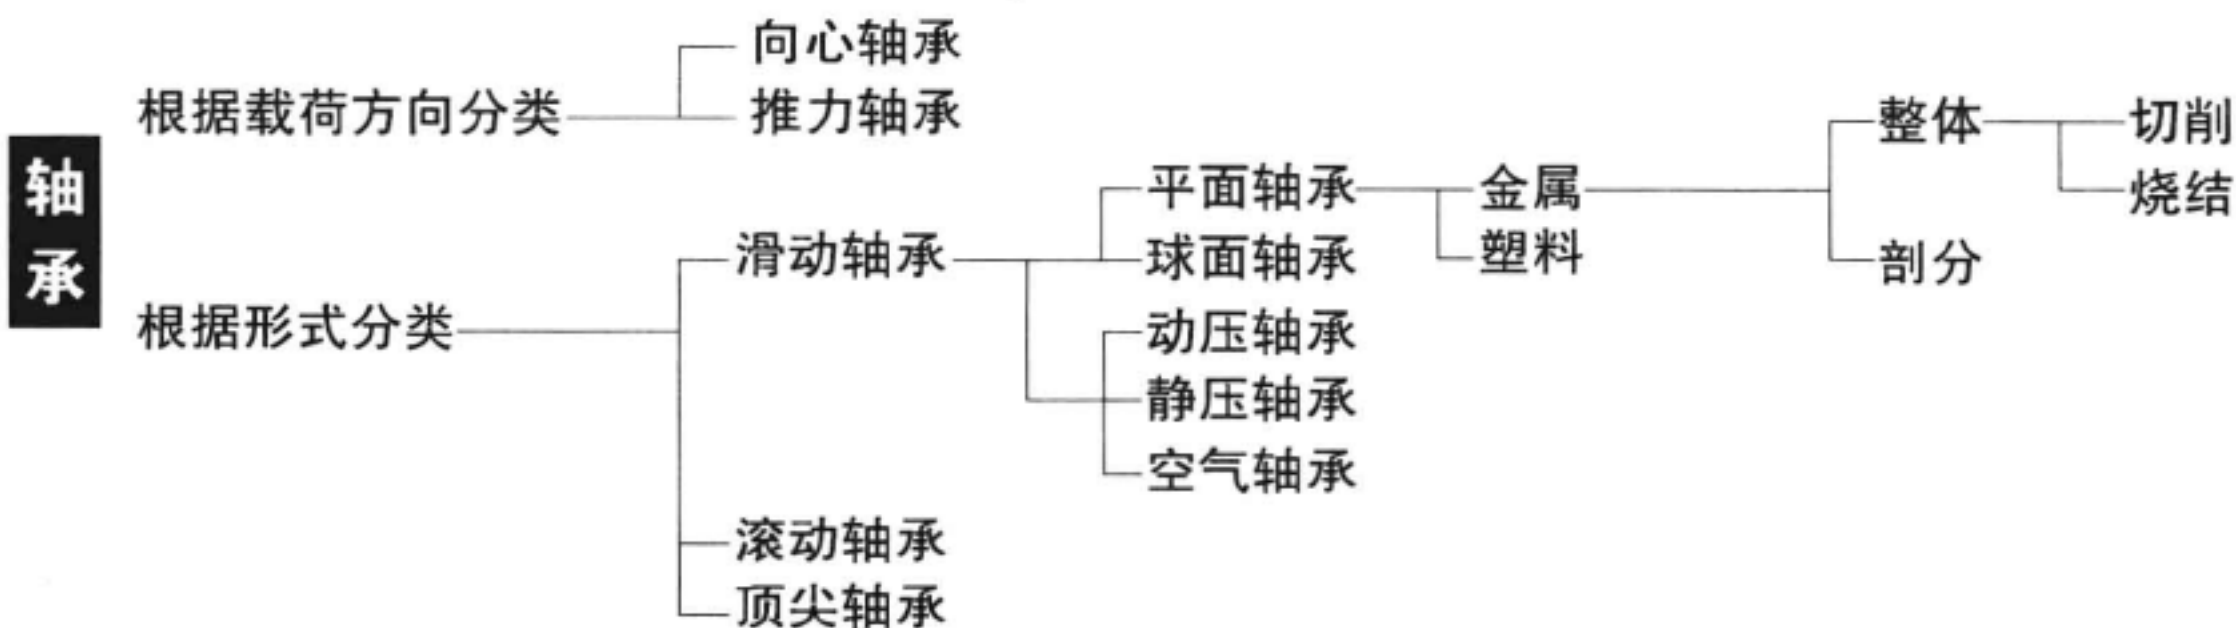 轴承
根据载荷方向分类
向心轴承
推力轴承
根据形式分类
滑动轴承
平面轴承
金属
整体
切削
烧结
剖分
塑料
球面轴承
动压轴承
静压轴承
空气轴承
滚动轴承
顶尖轴承